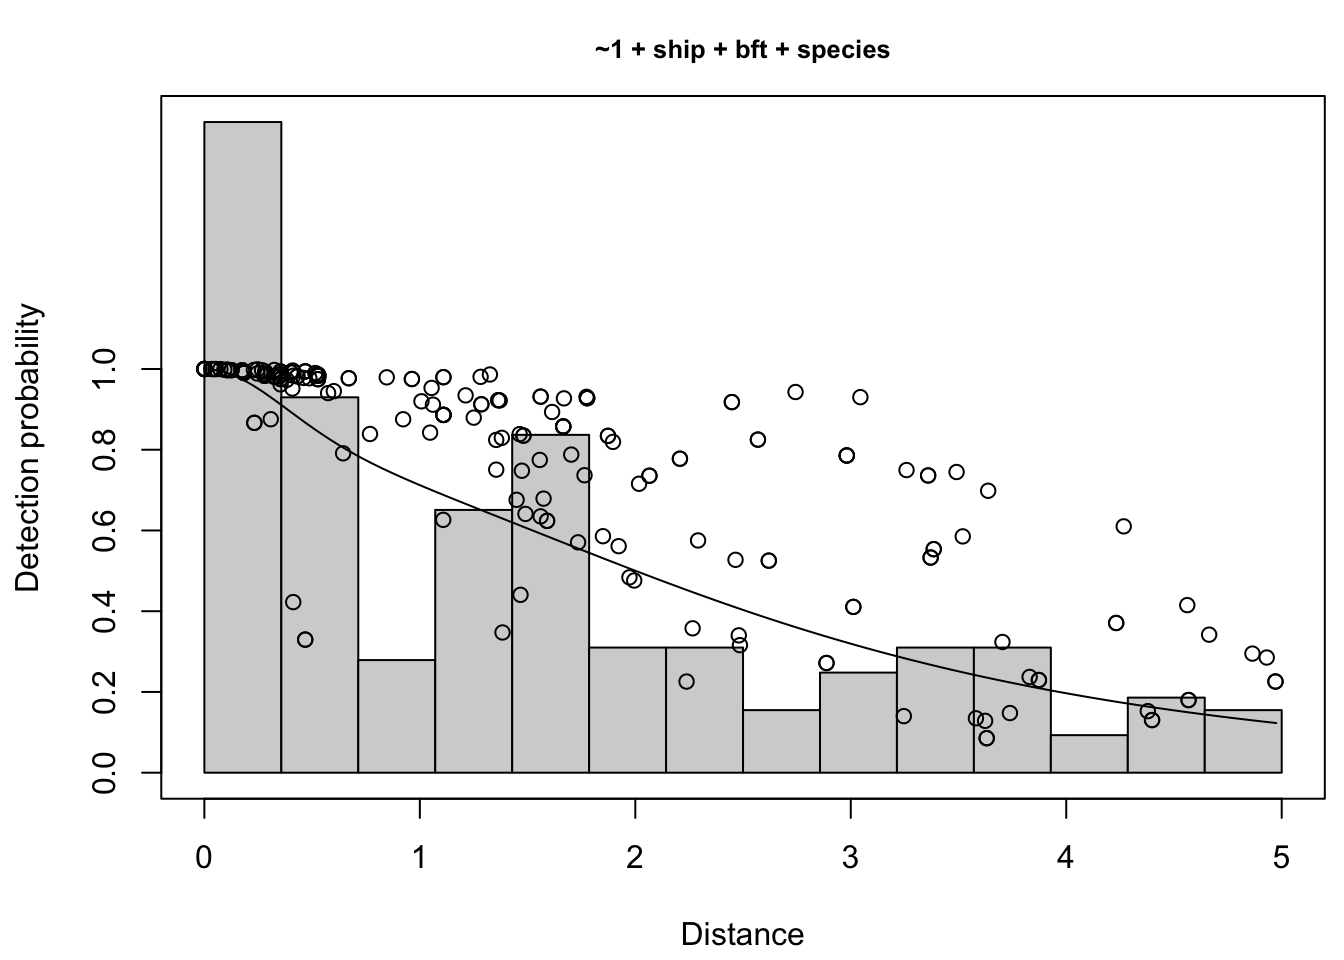 ~1 + ship + bft + species
Detection probability
1.0
0.8
0.6
0.4
0.2
0.0
0 1 2 3 4 5
Distance